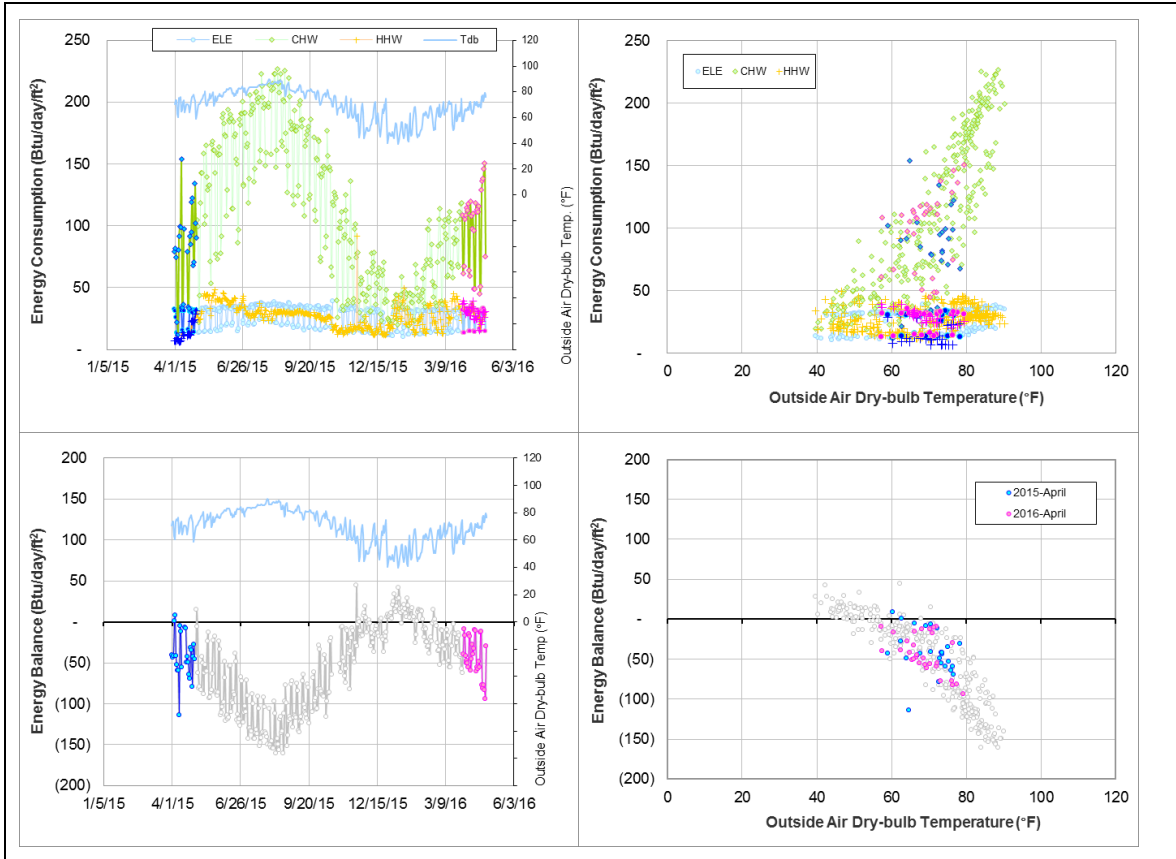 ELE CHW HHW Tdb
250
200
150
100
50
-
Energy Consumption (Btu/day/ft²)
120
100
80
60
40
20
0
Outside Air Dry-bulb Temp. (°F)
1/5/15 4/1/15 6/26/15 9/20/15 12/15/15 3/9/16 6/3/16
ELE CHW HHW
250
200
150
100
50
-
Energy Consumption (Btu/day/ft²)
0 20 40 60 80 100 120
Outside Air Dry-bulb Temperature (°F)
200
150
100
50
-
(50)
(100)
(150)
(200)
Energy Balance (Btu/day/ft²)
120
100
80
60
40
20
0
Outside Air Dry-bulb Temp (°F)
1/5/15 4/1/15 6/26/15 9/20/15 12/15/15 3/9/16 6/3/16
2015-April
2016-April
200
150
100
50
-
(50)
(100)
(150)
(200)
Energy Balance (Btu/day/ft²)
0 20 40 60 80 100 120
Outside Air Dry-bulb Temperature (°F)